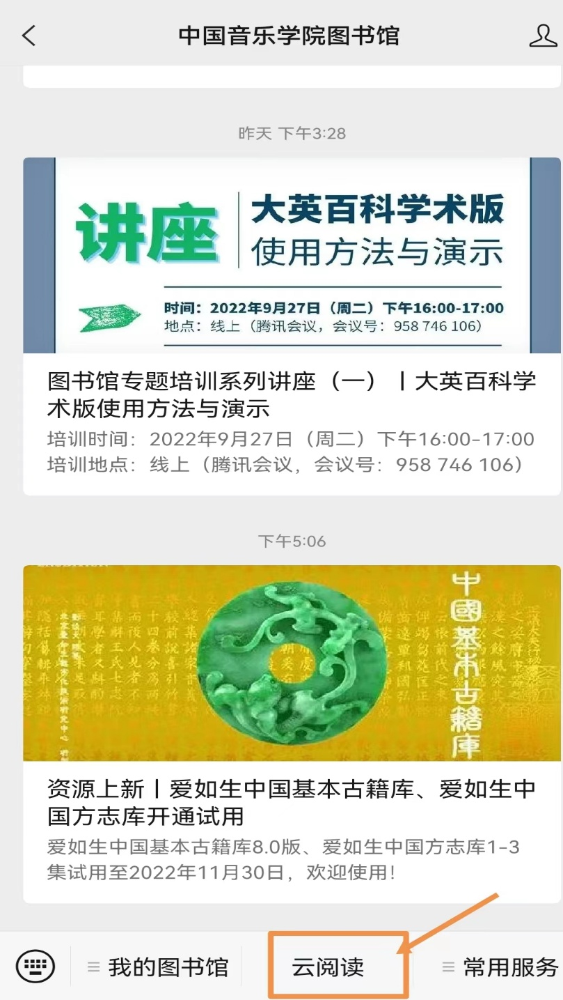 中国音乐学院图书馆
昨天 下午3:28
讲座
大英百科学术版
使用方法与演示
时间：2022年9月27日（周二）下午16:00-17:00
地点：线上（腾讯会议，会议号：958 746 106）
图书馆专题培训系列讲座（一）丨大英百科学
术版使用方法与演示
培训时间：2022年9月27日（周二）下午16:00-17:00
培训地点：线上（腾讯会议，会议号：958 746 106）
下午5:06
中國基本古籍庫
资源上新丨爱如生中国基本古籍库、爱如生中
国方志库开通试用
爱如生中国基本古籍库8.0版、爱如生中国方志库1-3
集试用至2022年11月30日，欢迎使用！
我的图书馆
云阅读
常用服务